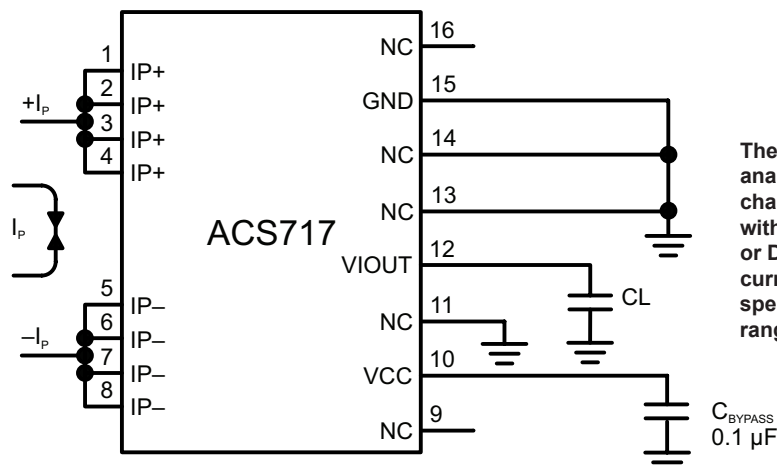 1 IP+
2 IP+
3 IP+
4 IP+
+IP
IP
5 IP–
6 IP–
7 IP–
8 IP–
–IP
ACS717
NC 16
GND 15
NC 14
NC 13
VIOUT 12
NC 11
VCC 10
NC 9
CL
CBYPASS
0.1 µF
The
ana
cha
with
or D
curr
spe
rang